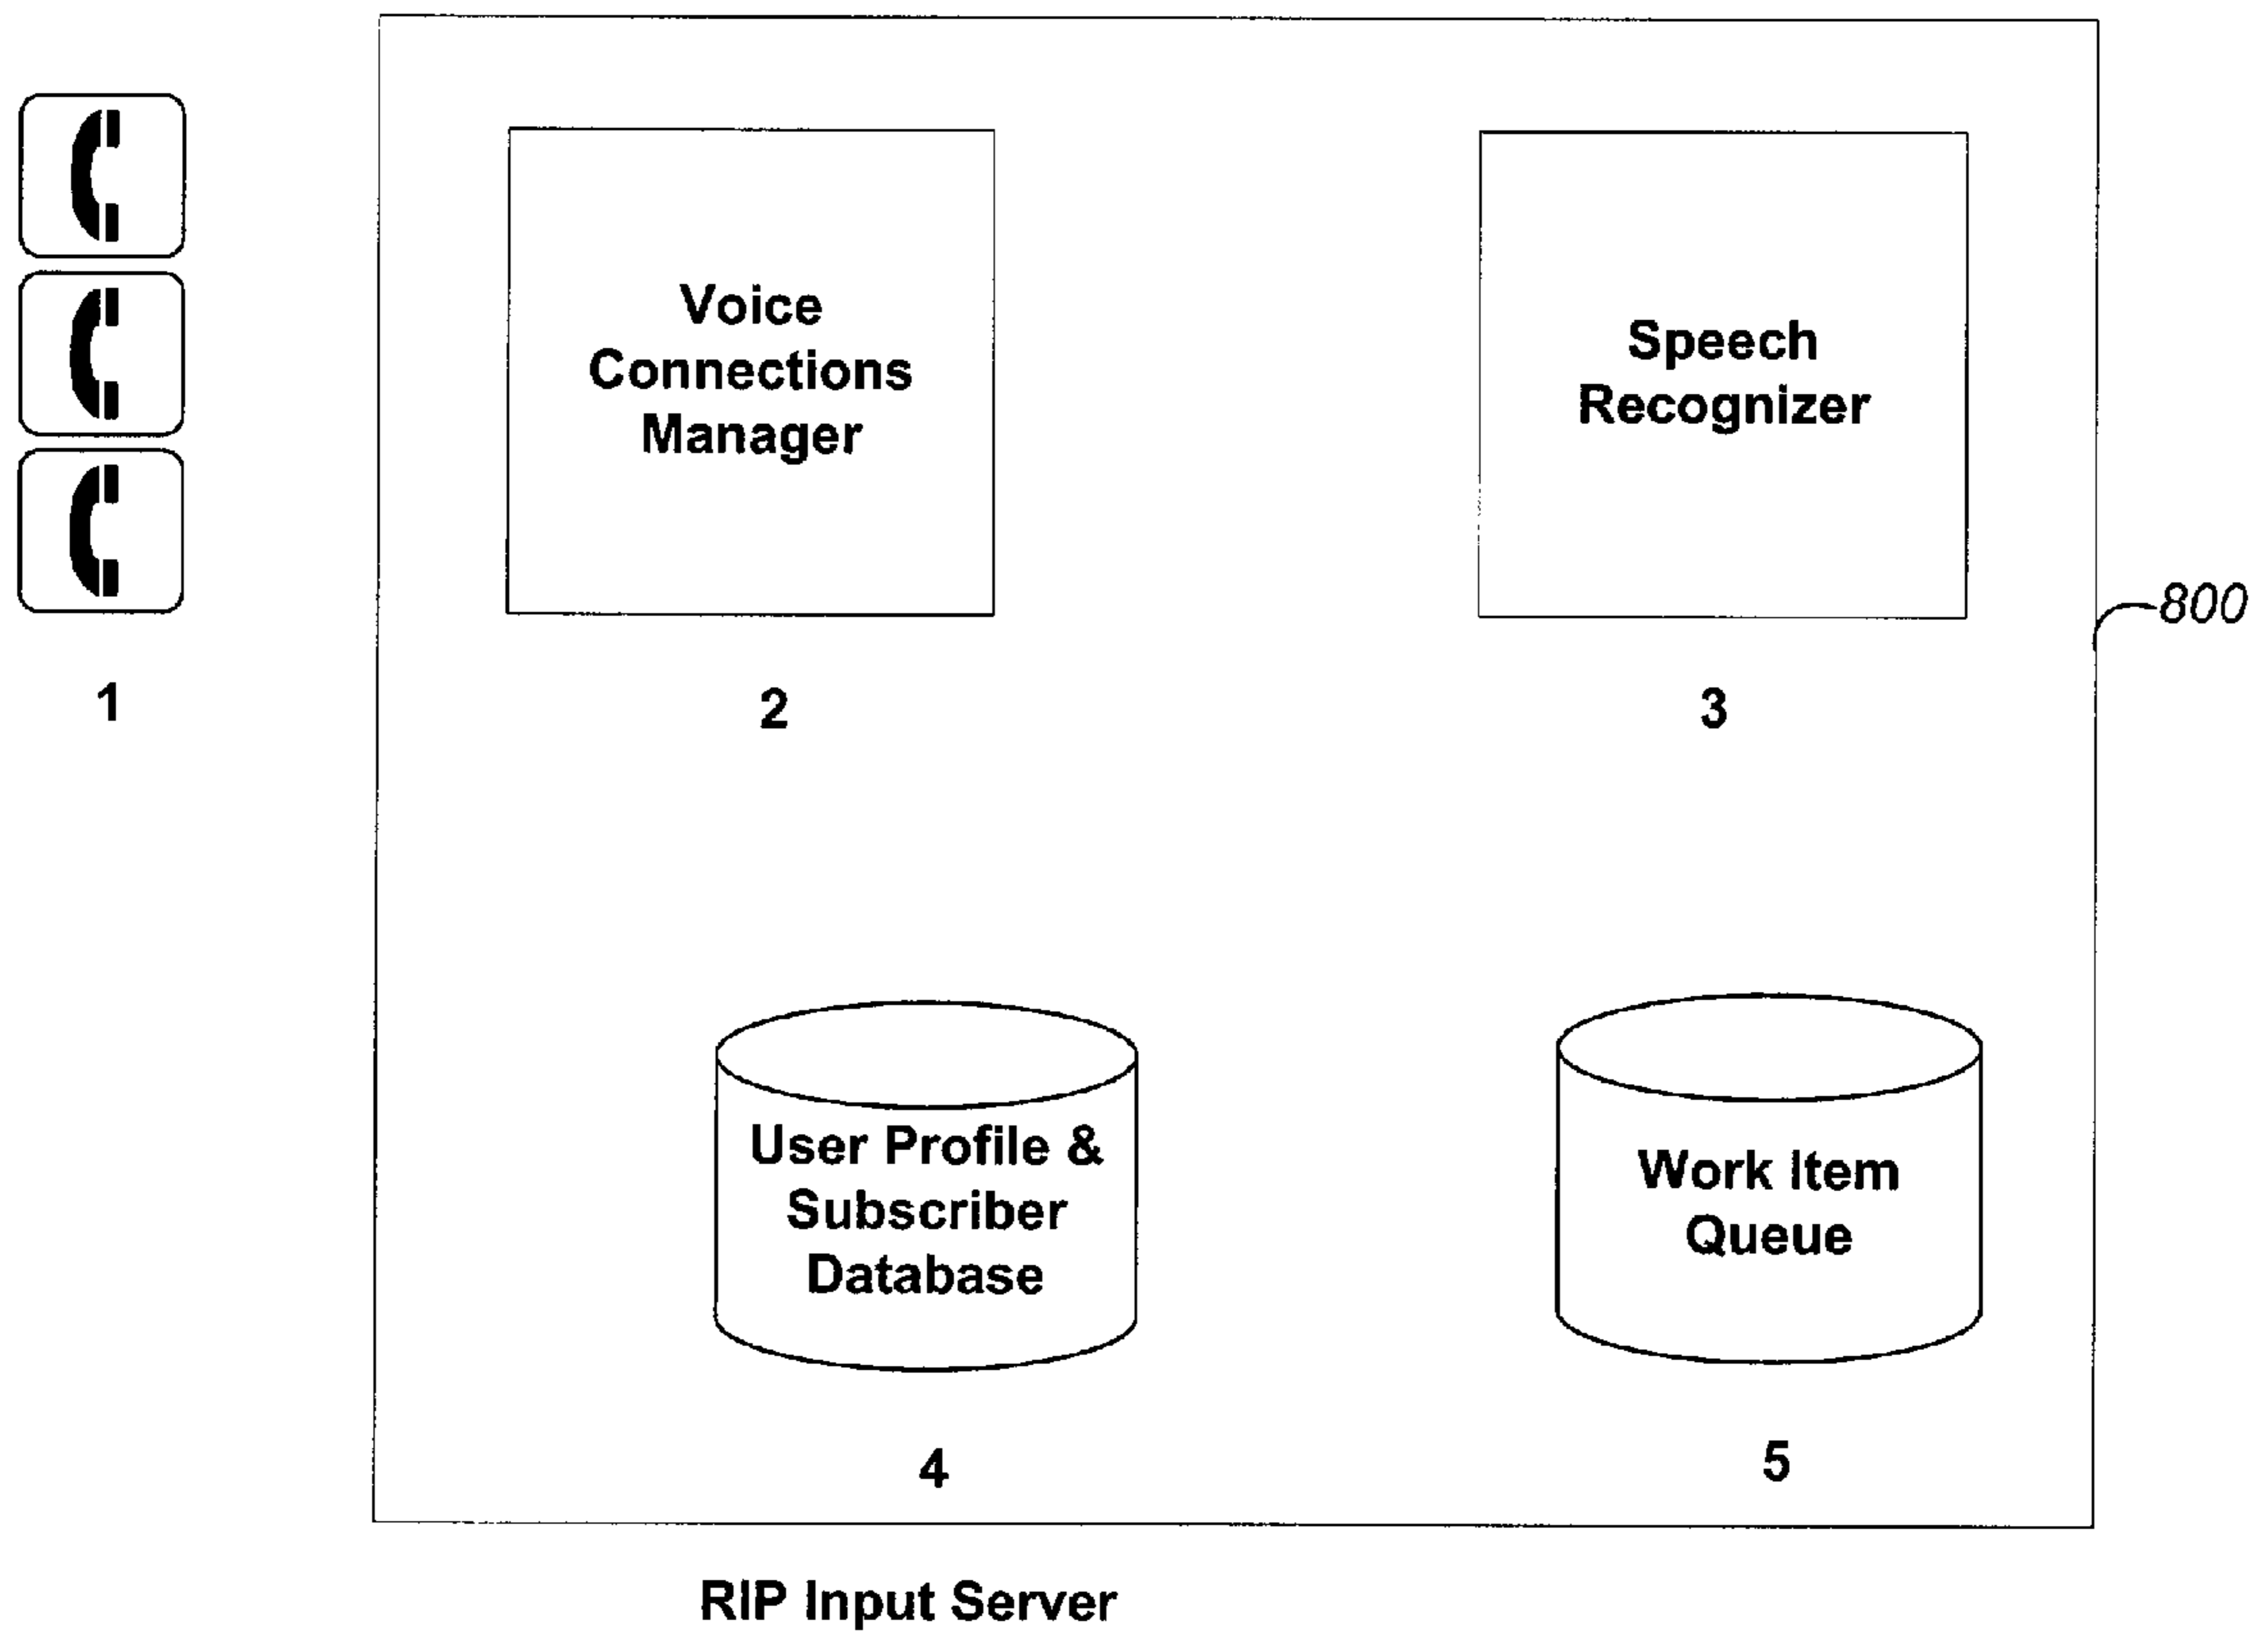 Voice
Connections
Manager
Speech
Recognizer
800
1
2
3
User Profile &
Subscriber
Database
Work Item
Queue
4
5
RIP Input Server